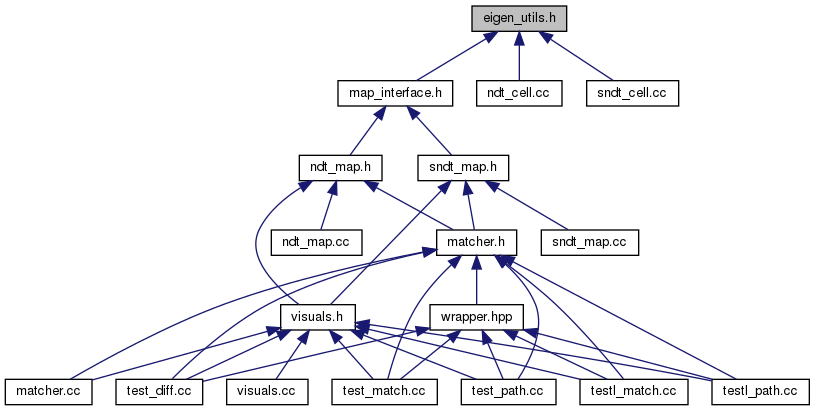 eigen_utils.h
map_interface.h
ndt_cell.cc
sndt_cell.cc
ndt_map.h
sndt_map.h
ndt_map.cc
matcher.h
sndt_map.cc
visuals.h
wrapper.hpp
matcher.cc
test_diff.cc
visuals.cc
test_match.cc
test_path.cc
testl_match.cc
testl_path.cc